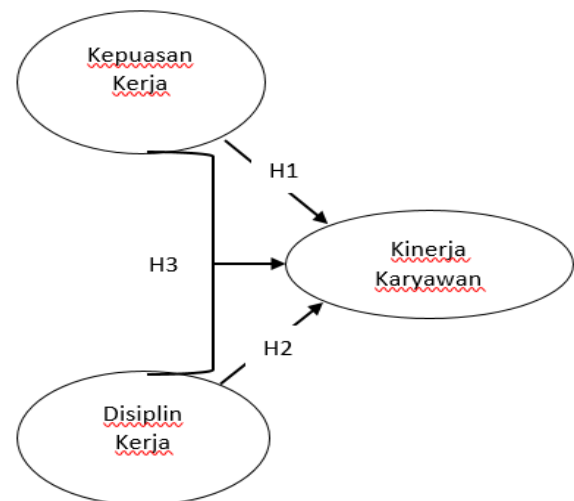 Kepuasan
Kerja
H1
Kinerja
Karyawan
H3
H2
Disiplin
Kerja